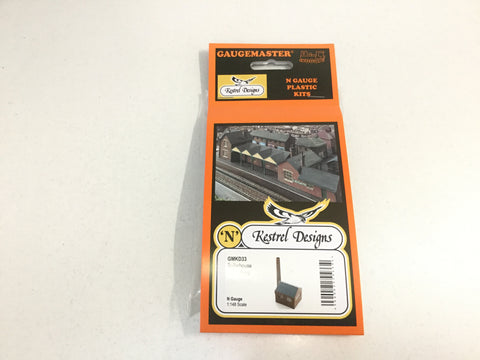 GAUGEMASTER®
Kestrel Designs
N GAUGE
PLASTIC
KITS
'N'
Kestrel Designs
GMKD33
N Gauge
1:148 Scale